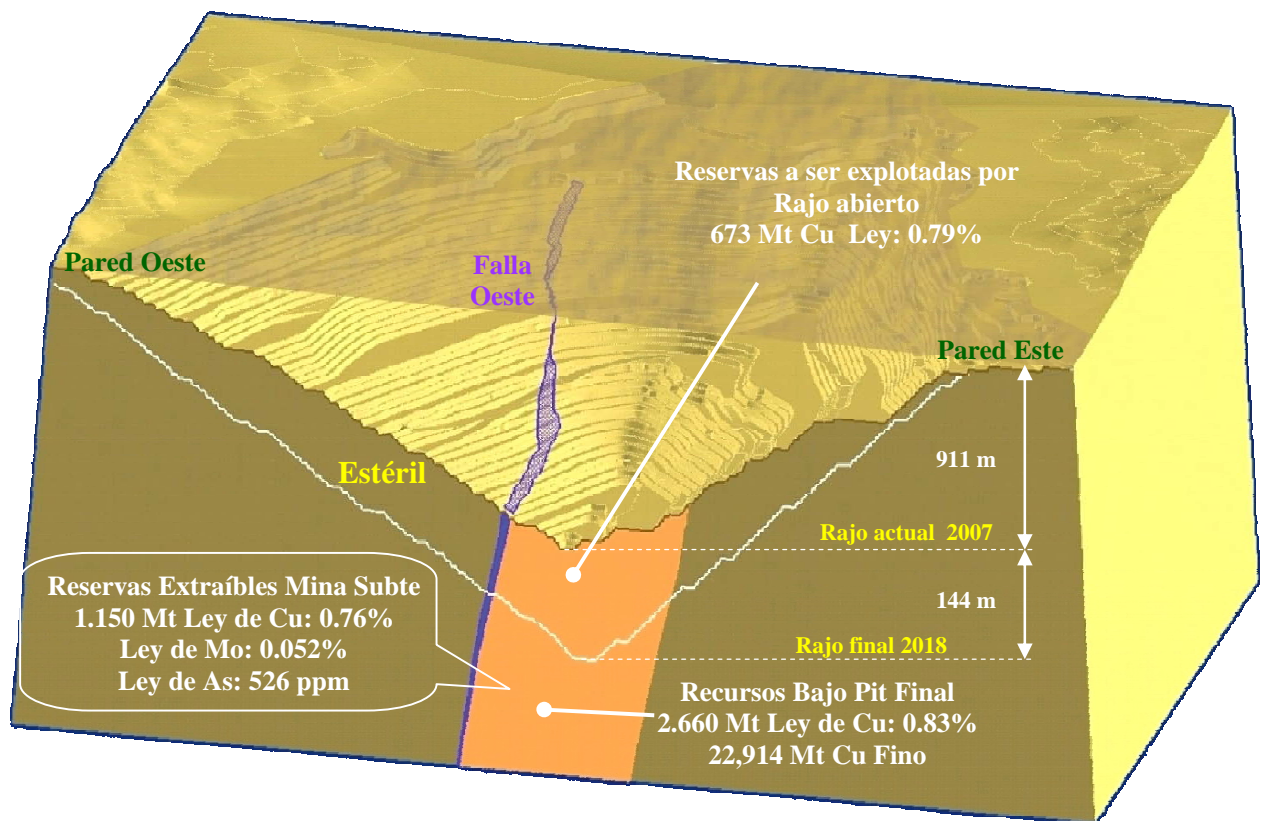 Reservas a ser explotadas por
Rajo abierto
673 Mt Cu Ley: 0.79%
Pared Oeste
Falla
Oeste
Pared Este
911 m
Estéril
Rajo actual 2007
Reservas Extraíbles Mina Subte
1.150 Mt Ley de Cu: 0.76%
Ley de Mo: 0.052%
Ley de As: 526 ppm
144 m
Rajo final 2018
Recursos Bajo Pit Final
2.660 Mt Ley de Cu: 0.83%
22,914 Mt Cu Fino